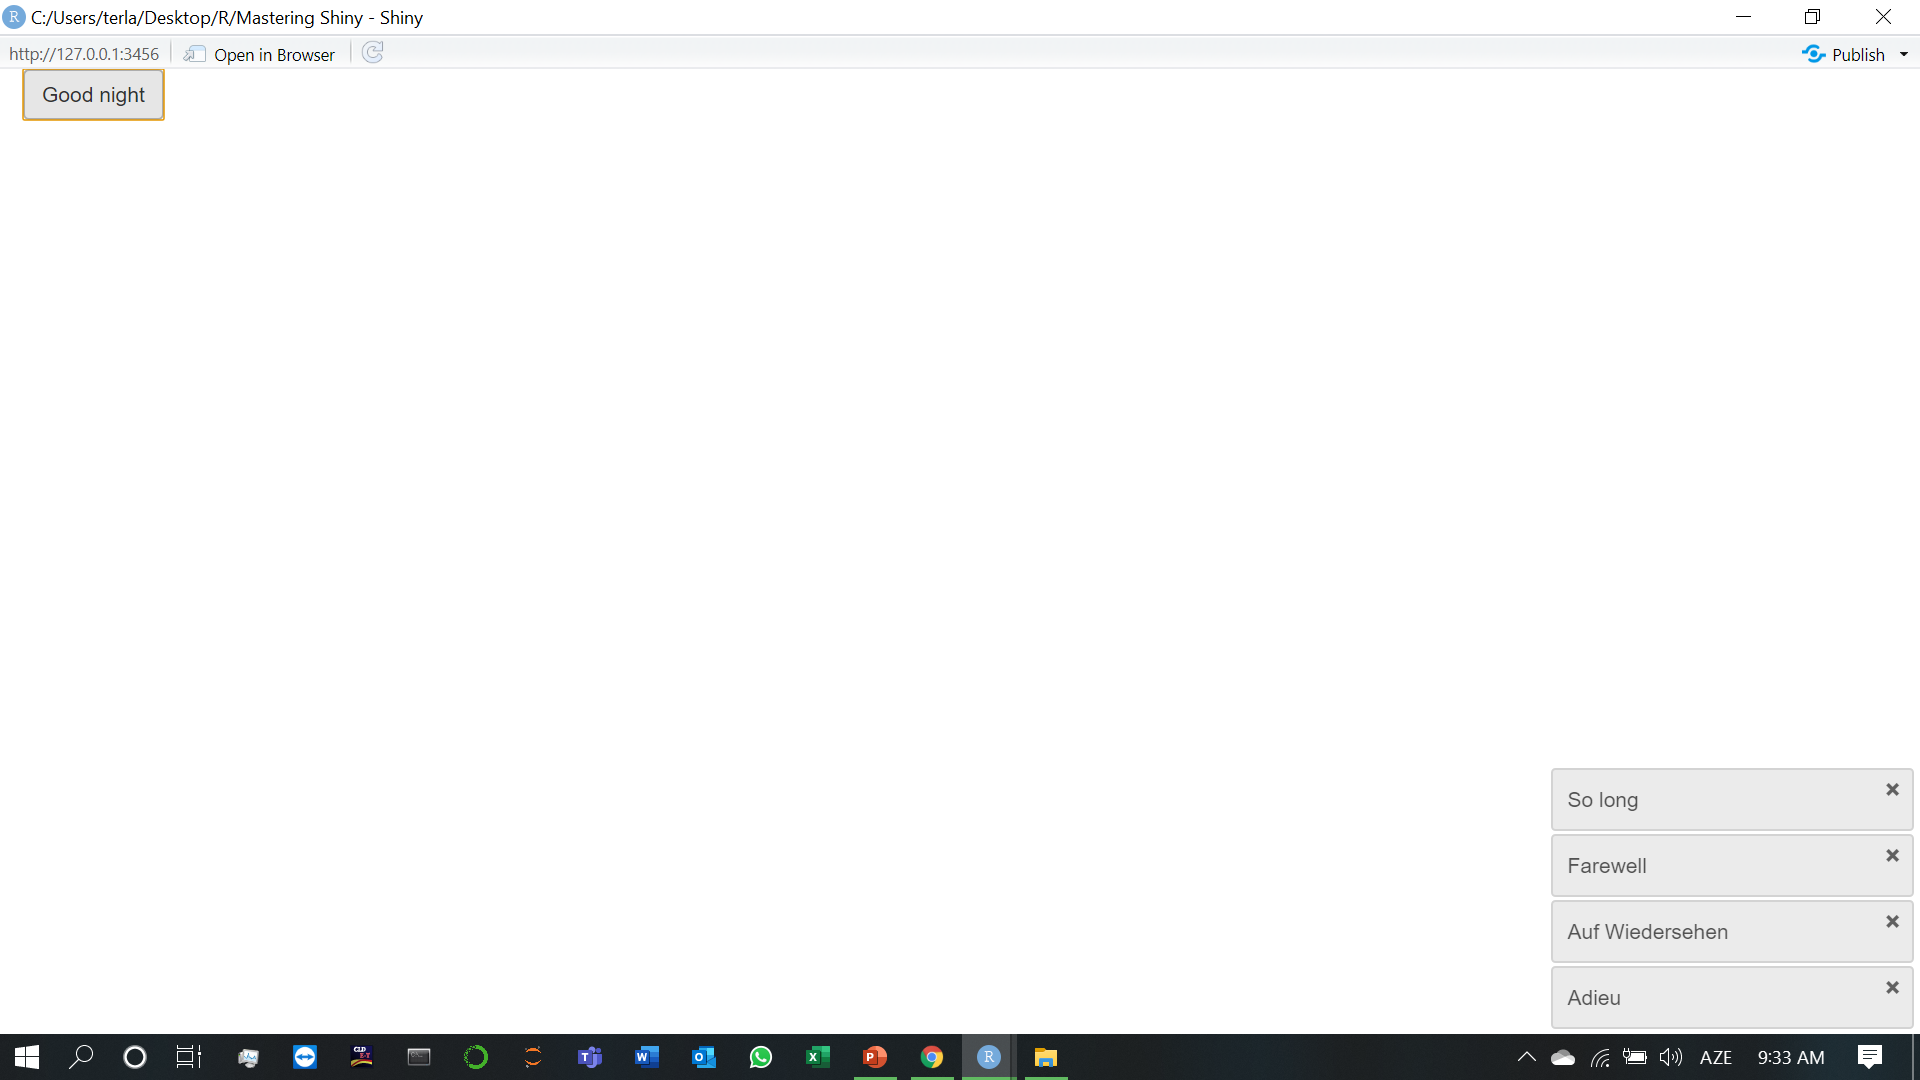 R C:/Users/terla/Desktop/R/Mastering Shiny - Shiny
http://127.0.0.1:3456 Open in Browser Publish
Good night
So long
Farewell
Auf Wiedersehen
Adieu
CLD
E-T
T W O X P R
AZE 9:33 AM